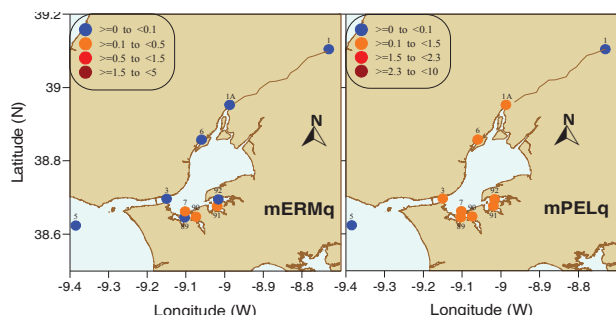 39.2
39
38.8
38.6
Latitude (N)
>=0 to <0.1
>=0.1 to <0.5
>=0.5 to <1.5
>=1.5 to <5
1
1A
6
N
3
7
90
92
89
91
5
mERMq
-9.4 -9.3 -9.2 -9.1 -9 -8.9 -8.8
Longitude (W)
>=0 to <0.1
>=0.1 to <1.5
>=1.5 to <2.3
>=2.3 to <10
1
1A
6
N
3
7
90
92
89
91
5
mPELq
-9.4 -9.3 -9.2 -9.1 -9 -8.9 -8.8
Longitude (W)